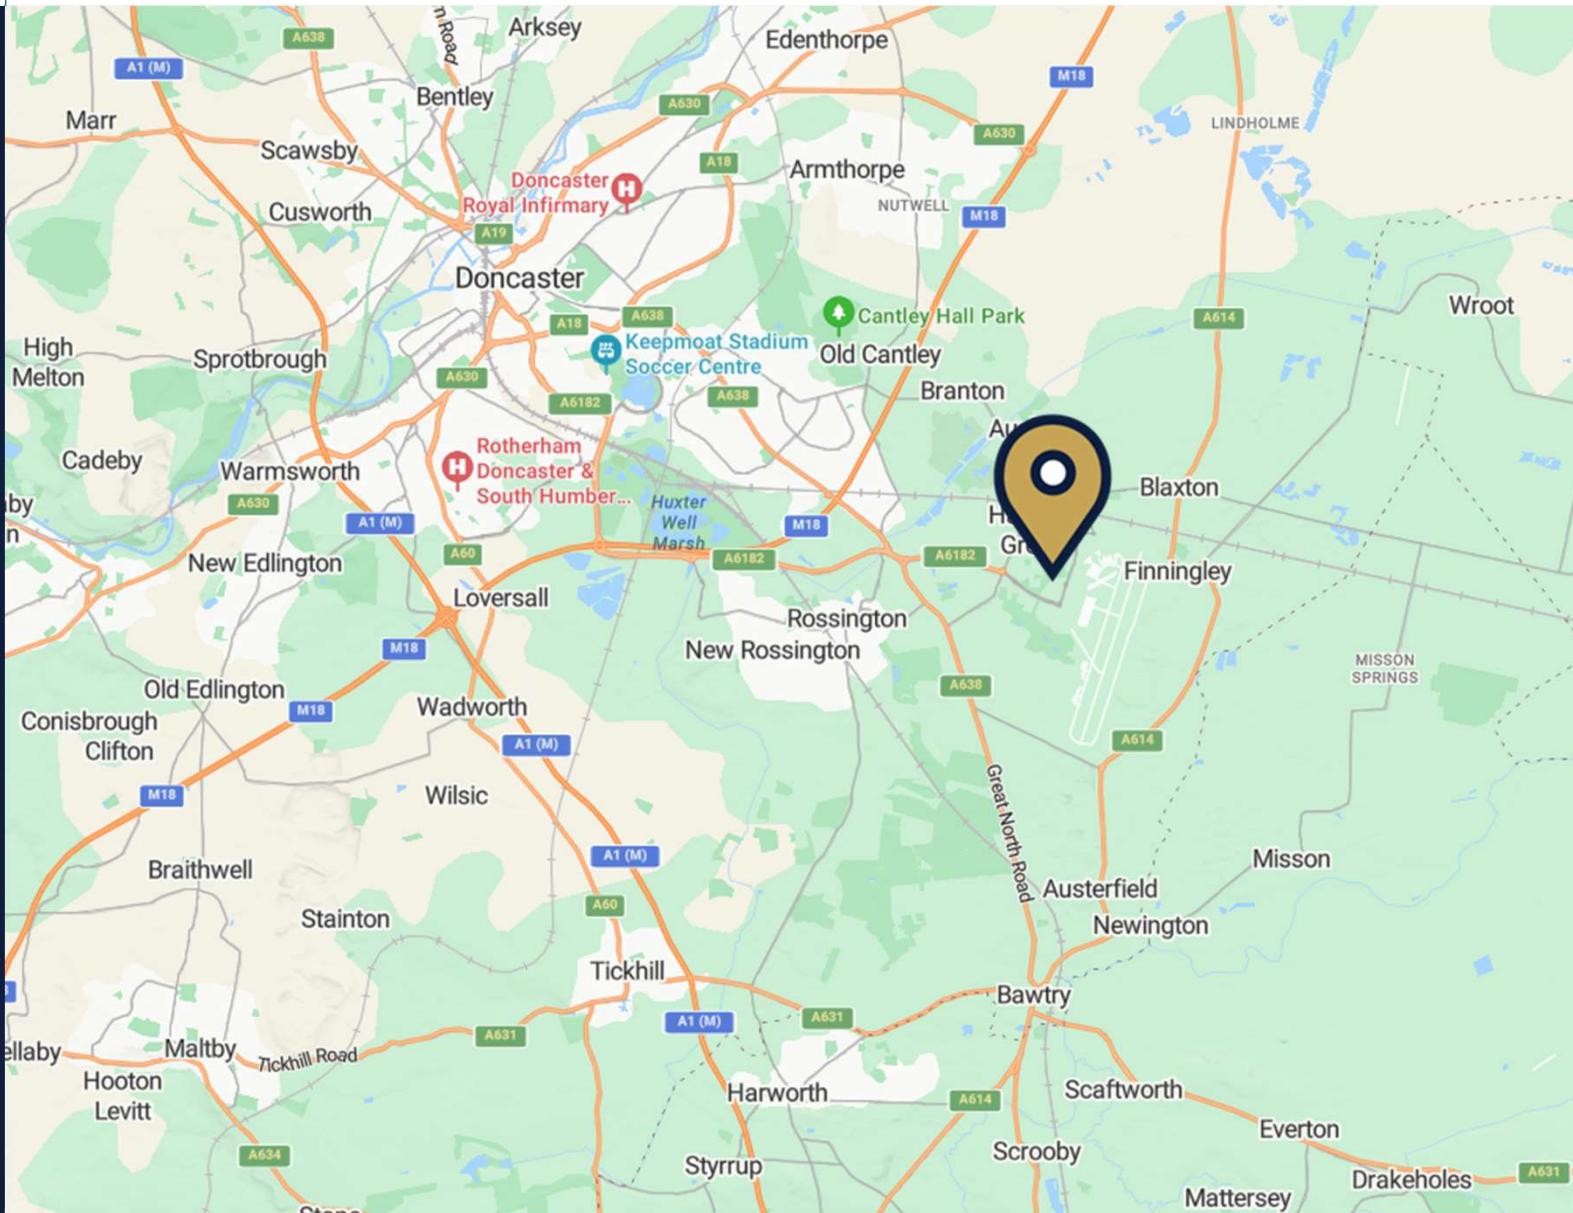 Arksey
A638
n Road
Edenthorpe
A1 (M)
M18
Bentley
A630
Marr
LINDHOLME
A630
Scawsby
A18
Armthorpe
Doncaster
Royal Infirmary
H
NUTWELL
Cusworth
M18
A19
Doncaster
Wroot
Cantley Hall Park
A638
A614
A18
Keepmoat Stadium
Soccer Centre
High
Melton
Sprotbrough
Old Cantley
A630
Branton
A638
A6182
Au
Rotherham
Doncaster &
South Humber...
H
Cadeby
Warmsworth
Blaxton
A630
by
n
Huxter
Well
Marsh
A1 (M)
M18
H
Gr
A60
A6182
A6182
New Edlington
Finningley
Loversall
Rossington
M18
New Rossington
MISSON
SPRINGS
Old Edlington
A638
M18
Wadworth
Conisbrough
Clifton
A1 (M)
A614
M18
Wilsic
Great North Road
A1 (M)
Misson
Braithwell
Austerfield
A60
Stainton
Newington
Tickhill
Bawtry
A631
A1 (M)
A631
Maltby
Tickhill Road
ellaby
Hooton
Levitt
Harworth
A614
Scaftworth
Everton
A634
Scrooby
Styrrup
A631
Drakeholes
Mattersey